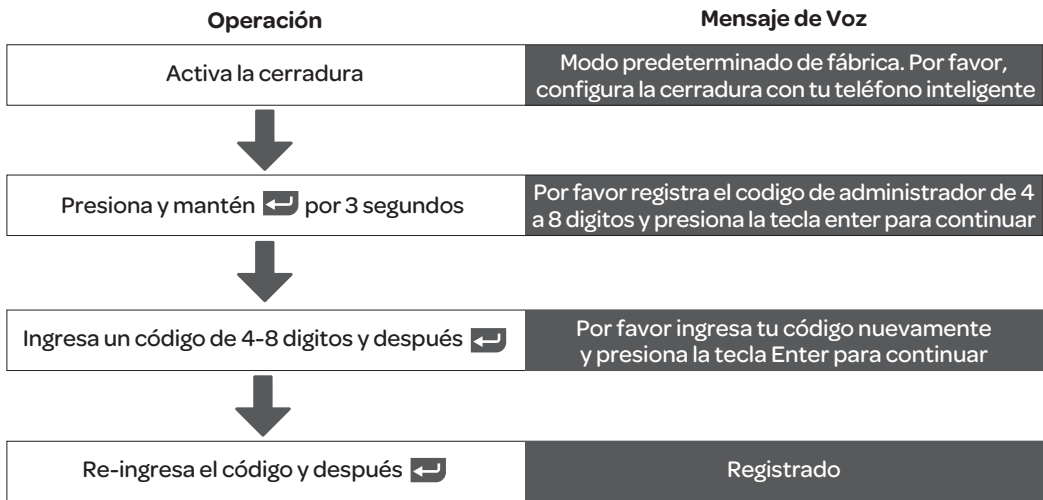 Operación
Mensaje de Voz
Activa la cerradura
Modo predeterminado de fábrica. Por favor,
configura la cerradura con tu teléfono inteligente
Presiona y mantén por 3 segundos
Por favor registra el codigo de administrador de 4
a 8 digitos y presiona la tecla enter para continuar
Ingresa un código de 4-8 digitos y después
Por favor ingresa tu código nuevamente
y presiona la tecla Enter para continuar
Re-ingresa el código y después
Registrado